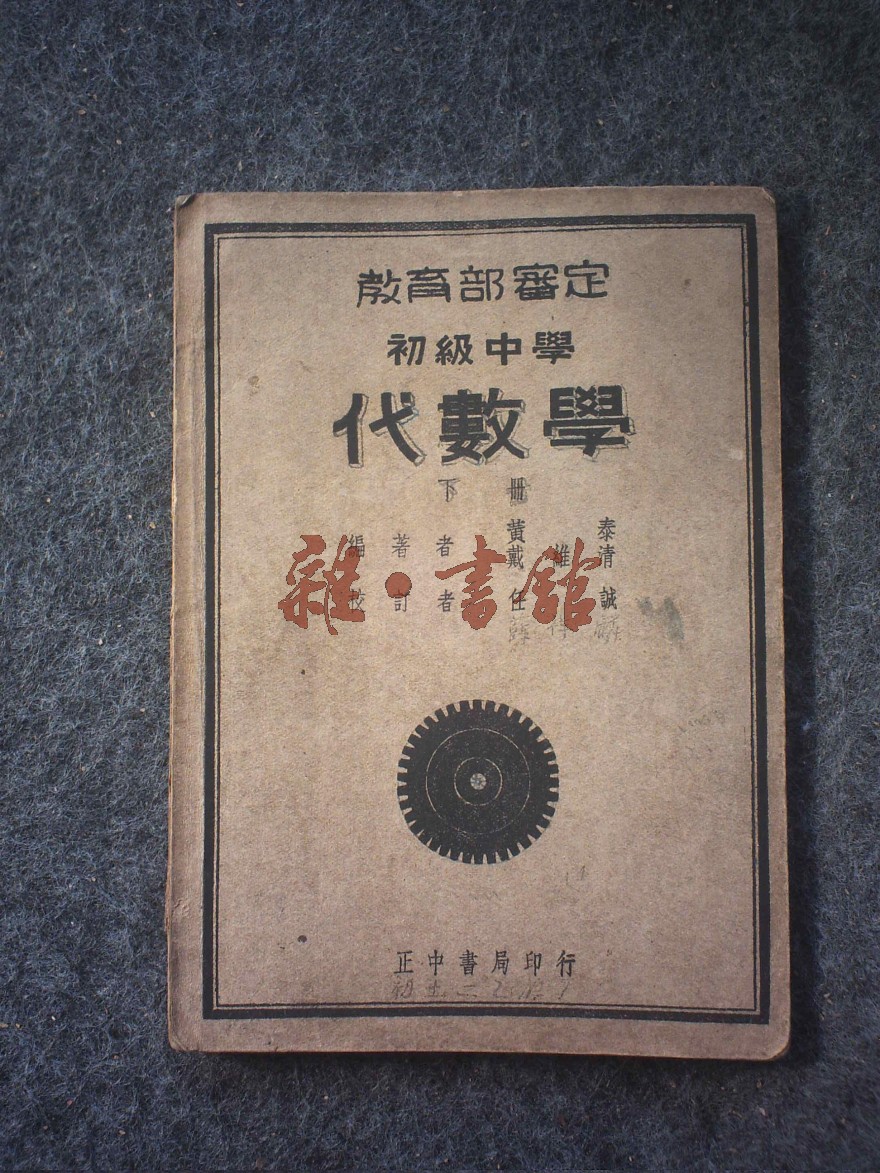 教育部審定
初級中學
代數學
下冊
編著者 黃泰
戴維清
校訂者 任誠
雜·書館
正中書局印行